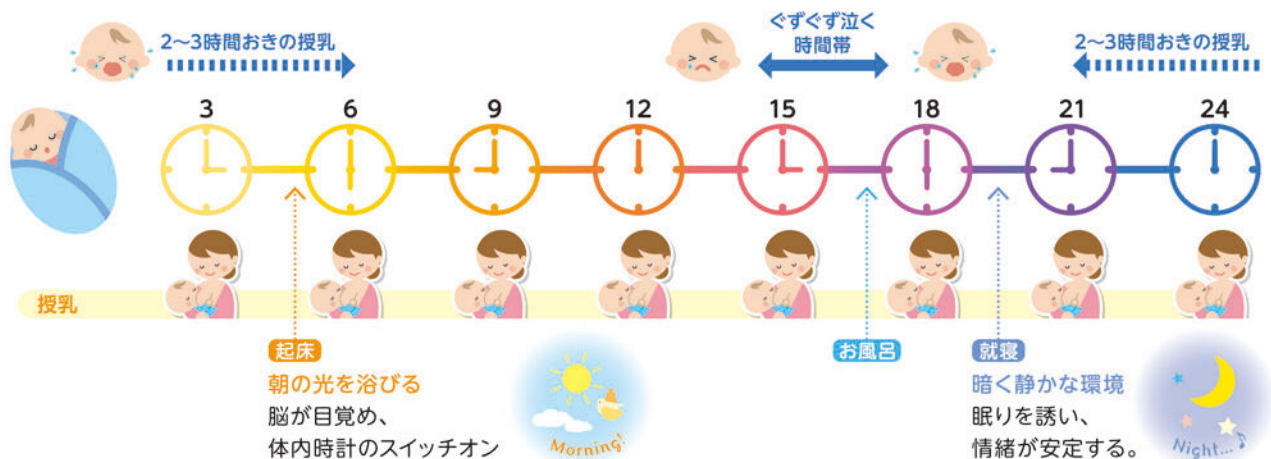 2〜3時間おきの授乳
ぐずぐず泣く
時間帯
2〜3時間おきの授乳
3 6 9 12 15 18 21 24
授乳
起床
朝の光を浴びる
脳が目覚め、
体内時計のスイッチオン
Morning!
お風呂
就寝
暗く静かな環境
眠りを誘い、
情緒が安定する。
Night...♪